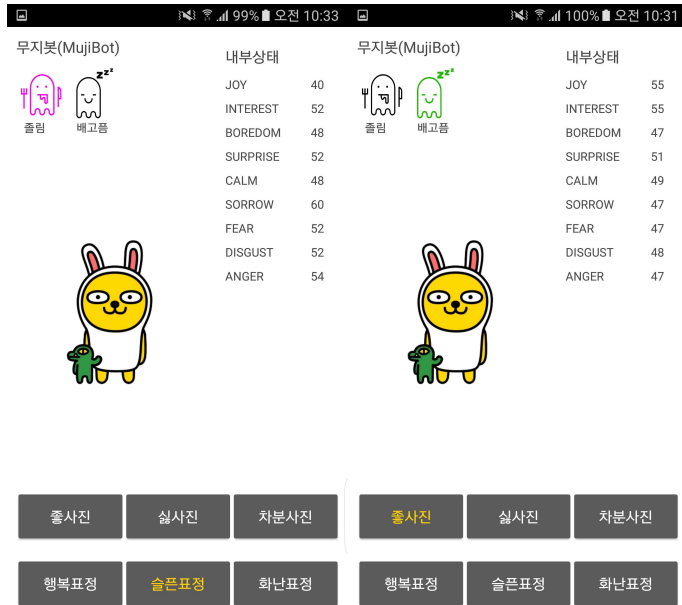 99% 오전 10:33
무지봇(MujiBot)
내부상태
zzz
졸림 배고픔
JOY 40
INTEREST 52
BOREDOM 48
SURPRISE 52
CALM 48
SORROW 60
FEAR 52
DISGUST 52
ANGER 54
좋사진 싫사진 차분사진
행복표정 슬픈표정 화난표정
100% 오전 10:31
무지봇(MujiBot)
내부상태
zzz
졸림 배고픔
JOY 55
INTEREST 55
BOREDOM 47
SURPRISE 51
CALM 49
SORROW 47
FEAR 47
DISGUST 48
ANGER 47
좋사진 싫사진 차분사진
행복표정 슬픈표정 화난표정